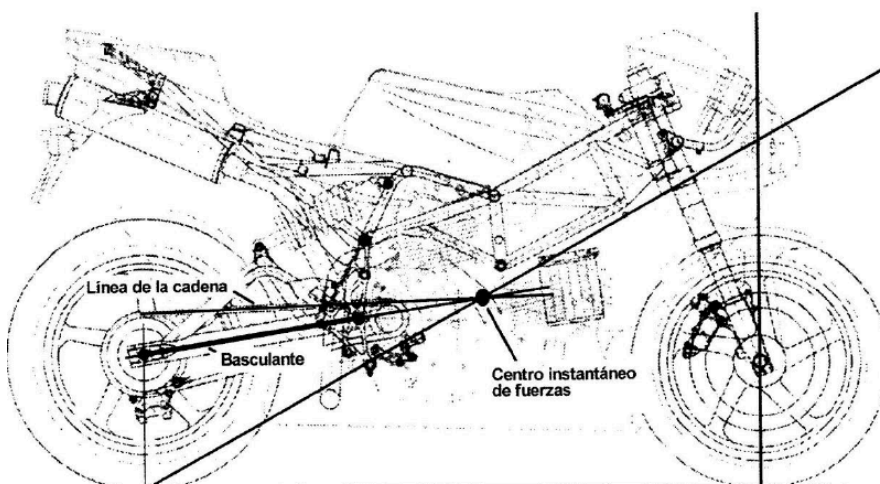 Línea de la cadena
Basculante
Centro instantáneo
de fuerzas